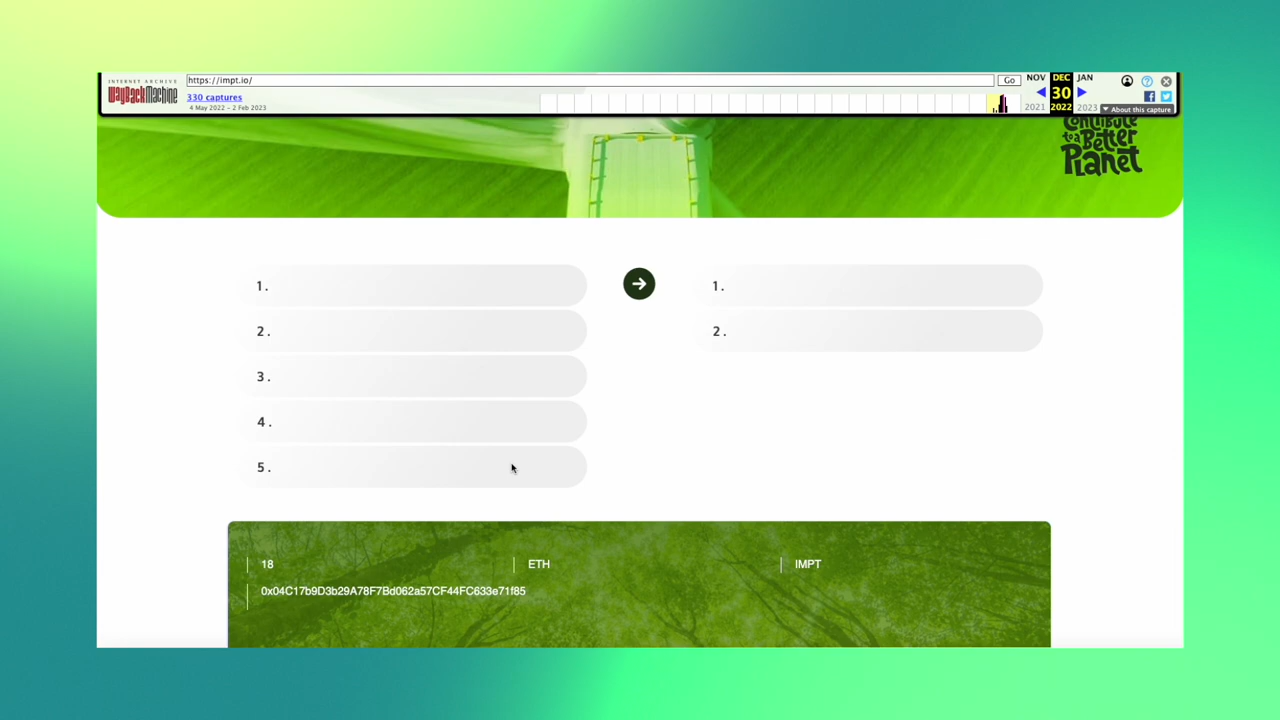 INTERNET ARCHIVE
WayBackMachine
https://impt.io/
Go
330 captures
4 May 2022 – 2 Feb 2023
NOV
DEC
JAN
30
2021
2022
2023
About this capture
Contribute
to a Better
Planet
1.
2.
3.
4.
5.
1.
2.
18
ETH
IMPT
0x04C17b9D3b29A78F7Bd062a57CF44FC633e71f85